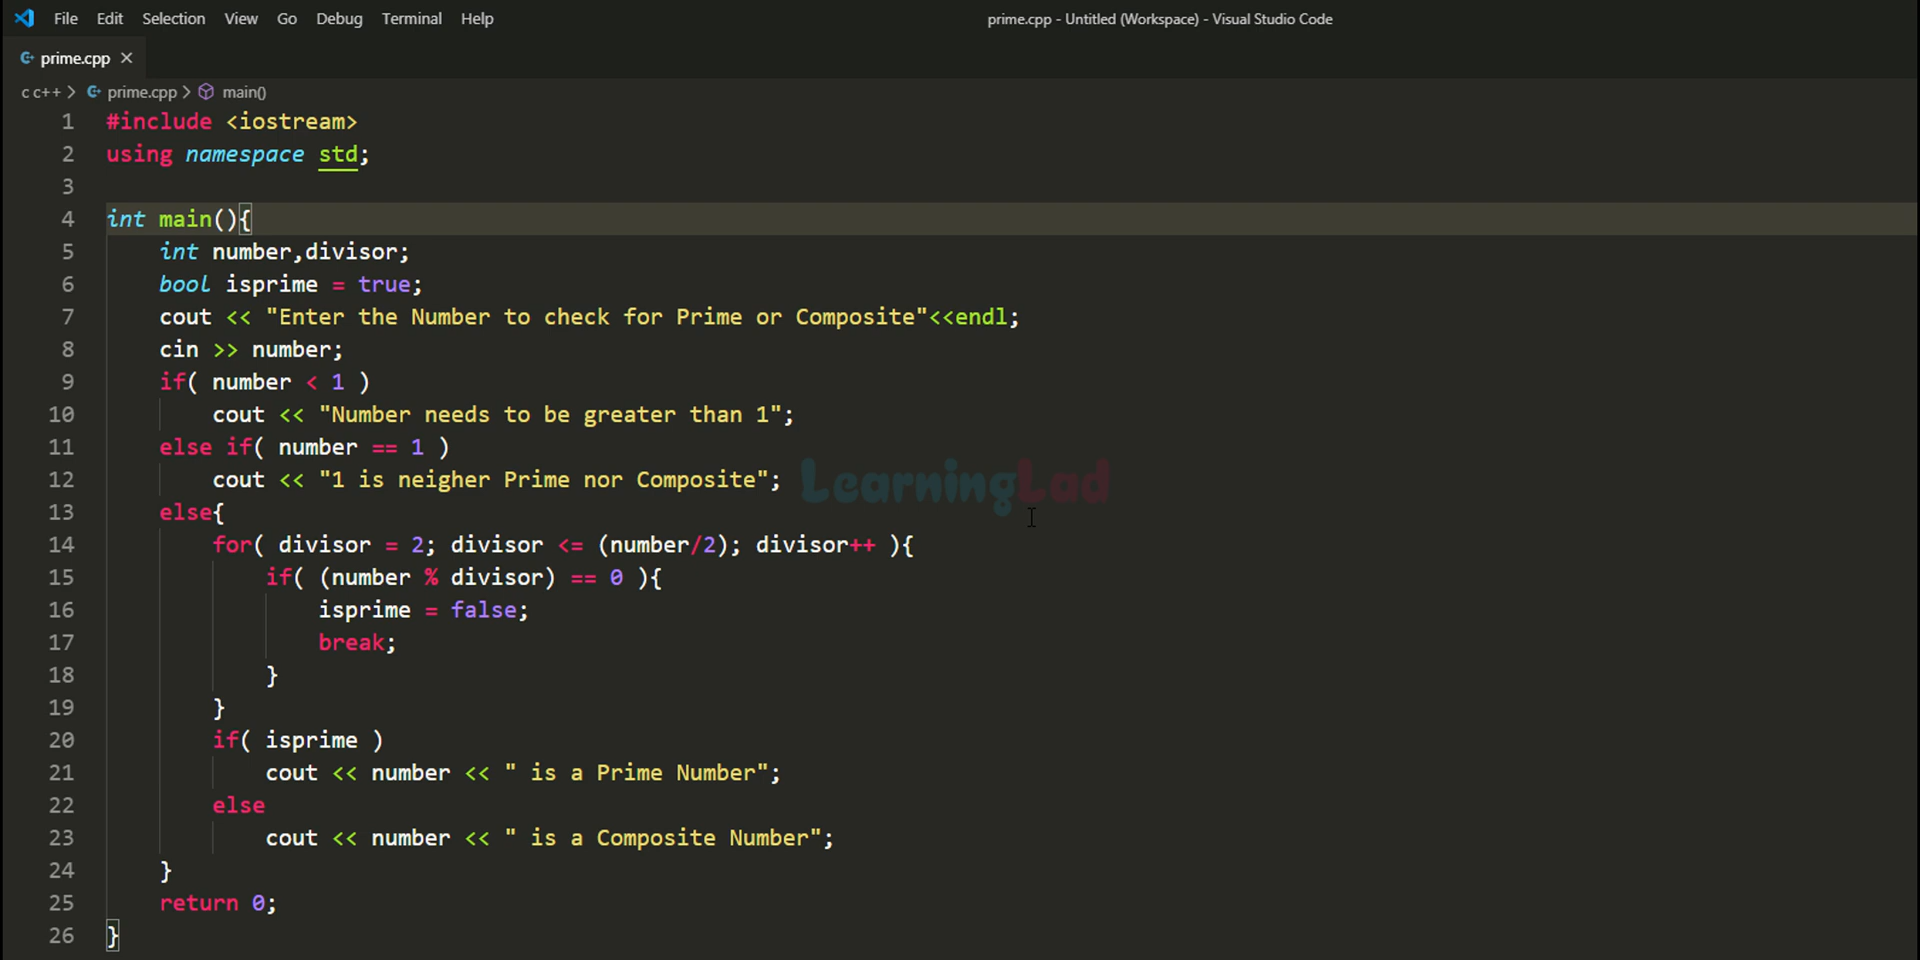 File Edit Selection View Go Debug Terminal Help prime.cpp - Untitled (Workspace) - Visual Studio Code
prime.cpp ×
c c++ > prime.cpp > main()
1 #include <iostream>
2 using namespace std;
3
4 int main(){
5     int number,divisor;
6     bool isprime = true;
7     cout << "Enter the Number to check for Prime or Composite"<<endl;
8     cin >> number;
9     if( number < 1 )
10         cout << "Number needs to be greater than 1";
11     else if( number == 1 )
12         cout << "1 is neigher Prime nor Composite";
LearningLad
13     else{
14         for( divisor = 2; divisor <= (number/2); divisor++ ){
15             if( (number % divisor) == 0 ){
16                 isprime = false;
17                 break;
18             }
19         }
20         if( isprime )
21             cout << number << " is a Prime Number";
22         else
23             cout << number << " is a Composite Number";
24     }
25     return 0;
26 }